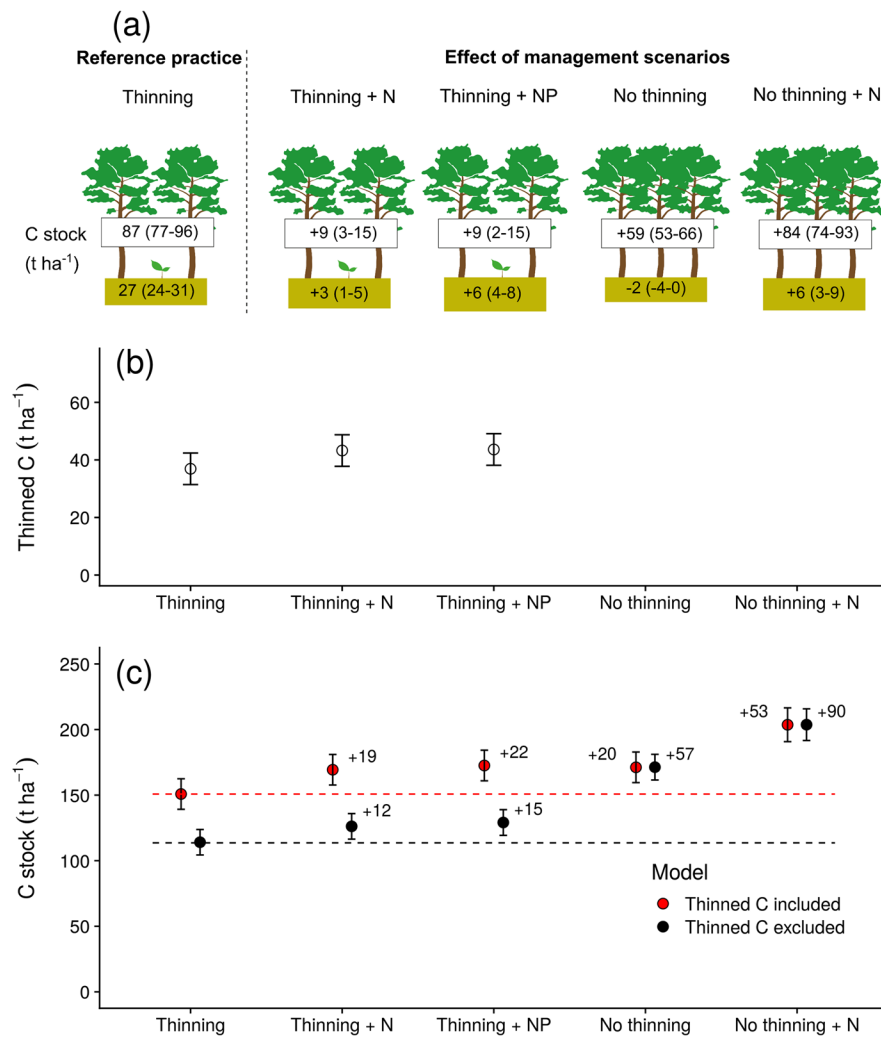 (a)
Reference practice
Effect of management scenarios
Thinning
Thinning + N
Thinning + NP
No thinning
No thinning + N
C stock
(t ha⁻¹)
87 (77-96)
+9 (3-15)
+9 (2-15)
+59 (53-66)
+84 (74-93)
27 (24-31)
+3 (1-5)
+6 (4-8)
-2 (-4-0)
+6 (3-9)
(b)
Thinned C (t ha⁻¹)
60
40
20
0
Thinning
Thinning + N
Thinning + NP
No thinning
No thinning + N
(c)
C stock (t ha⁻¹)
250
200
150
100
50
0
+19
+12
+22
+15
+20
+57
+53
+90
Model
Thinned C included
Thinned C excluded
Thinning
Thinning + N
Thinning + NP
No thinning
No thinning + N